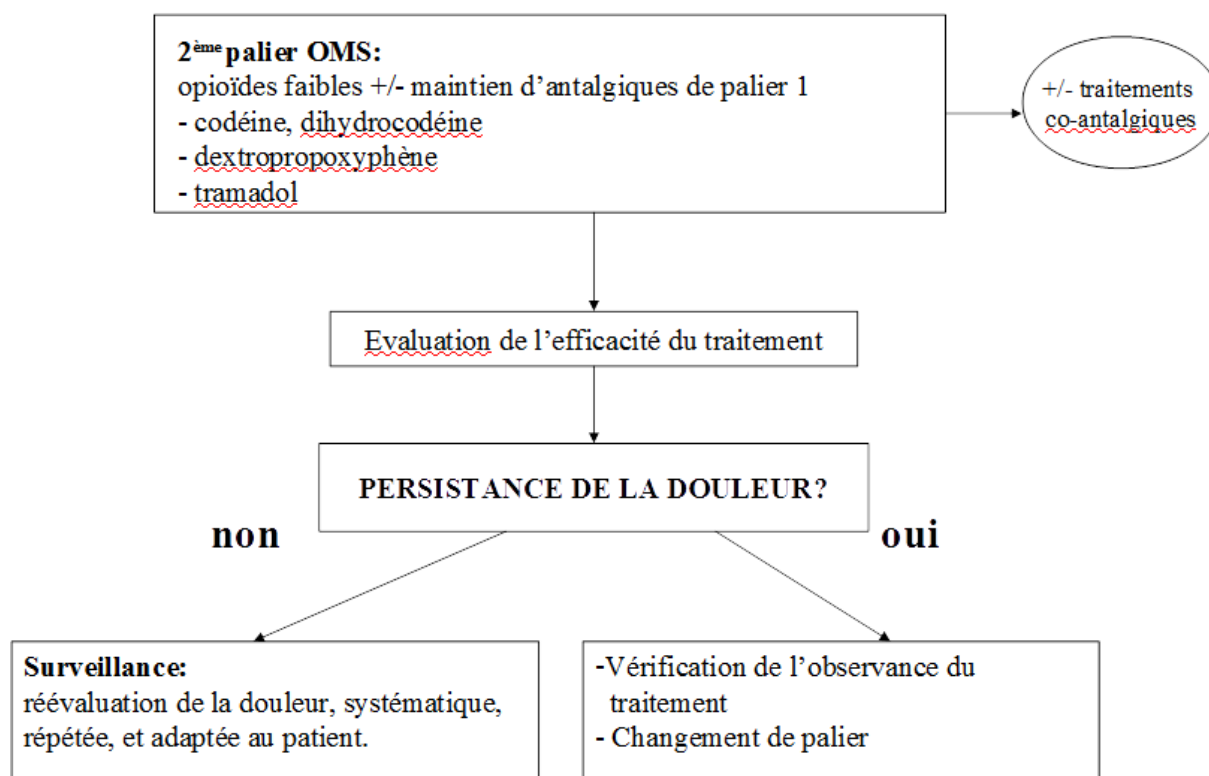 2ème palier OMS:
opioïdes faibles +/- maintien d’antalgiques de palier 1
- codéine, dihydrocodéine
- dextropropoxyphène
- tramadol
+/- traitements
co-antalgiques
Evaluation de l’efficacité du traitement
PERSISTANCE DE LA DOULEUR?
non
oui
Surveillance:
réévaluation de la douleur, systématique,
répétée, et adaptée au patient.
-Vérification de l’observance du
traitement
- Changement de palier